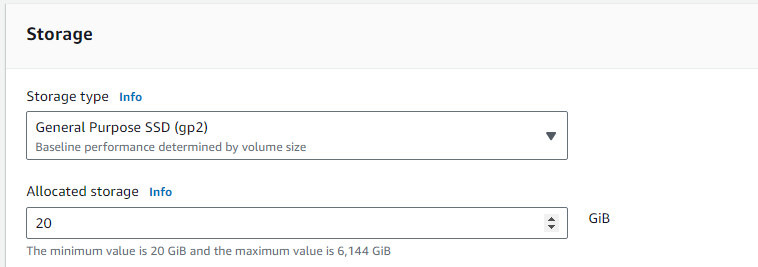 Storage
Storage type Info
General Purpose SSD (gp2)
Baseline performance determined by volume size
Allocated storage Info
20 GiB
The minimum value is 20 GiB and the maximum value is 6,144 GiB